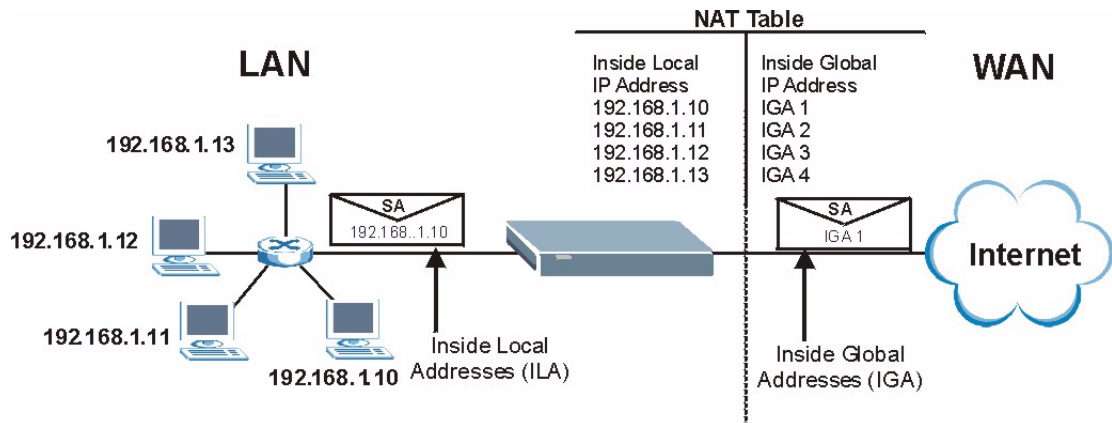 NAT Table
LAN
WAN
Inside Local
IP Address
192.168.1.10
192.168.1.11
192.168.1.12
192.168.1.13
Inside Global
IP Address
IGA 1
IGA 2
IGA 3
IGA 4
192.168.1.13
192.168.1.12
192.168.1.11
192.168.1.10
SA
192.168..1.10
SA
IGA 1
Internet
Inside Local
Addresses (ILA)
Inside Global
Addresses (IGA)